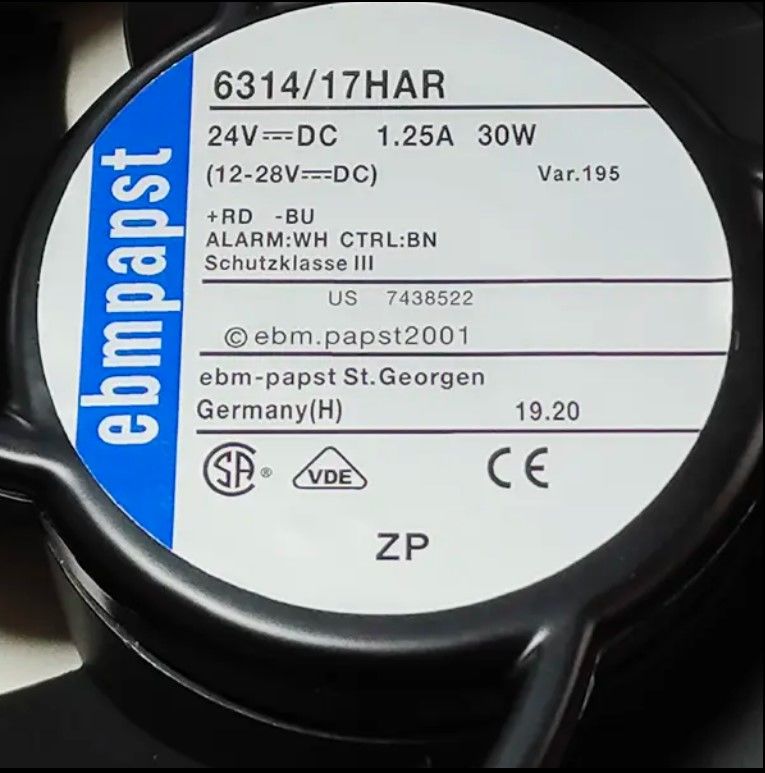 ebmpapst
6314/17HAR
24V⎓DC 1.25A 30W
(12-28V⎓DC) Var.195
+RD -BU
ALARM:WH CTRL:BN
Schutzklasse III
US 7438522
©ebm.papst2001
ebm-papst St.Georgen
Germany(H) 19.20
SA® VDE CE
ZP